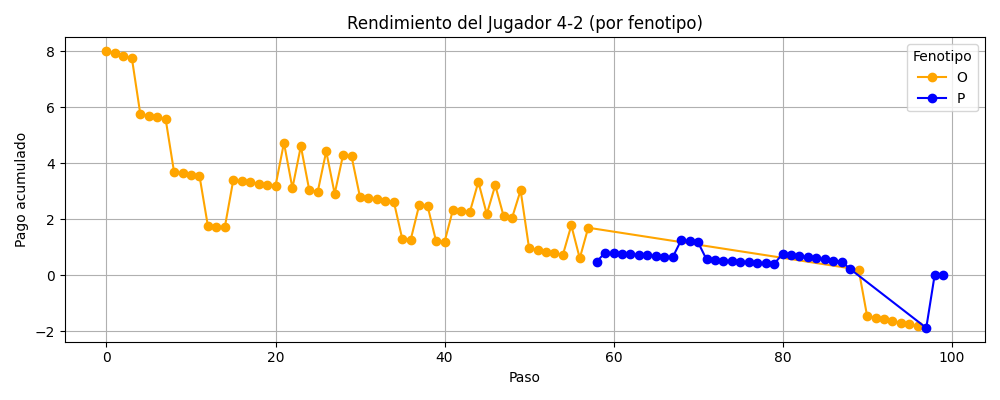 Rendimiento del Jugador 4-2 (por fenotipo)
Pago acumulado
8
6
4
2
0
−2
Fenotipo
O
P
0 20 40 60 80 100
Paso